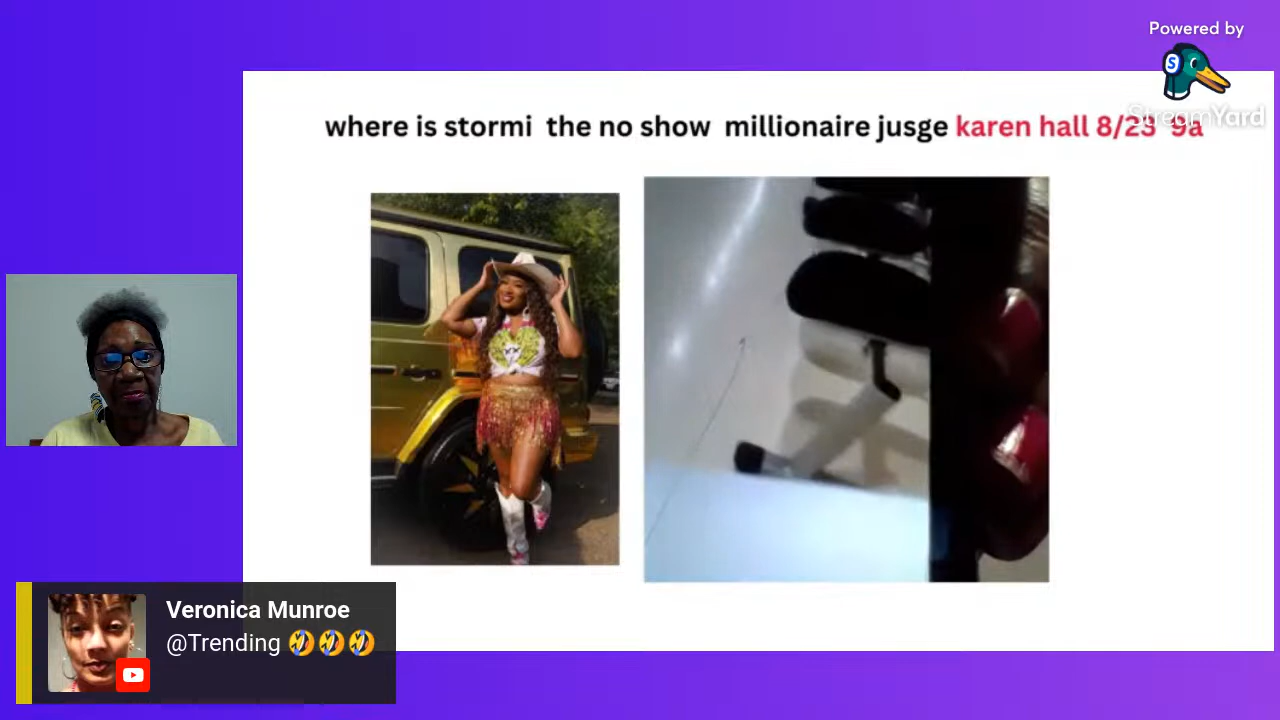 Powered by
StreamYard
where is stormi the no show millionaire jusge karen hall 8/23 9a
Veronica Munroe
@Trending 🤣🤣🤣